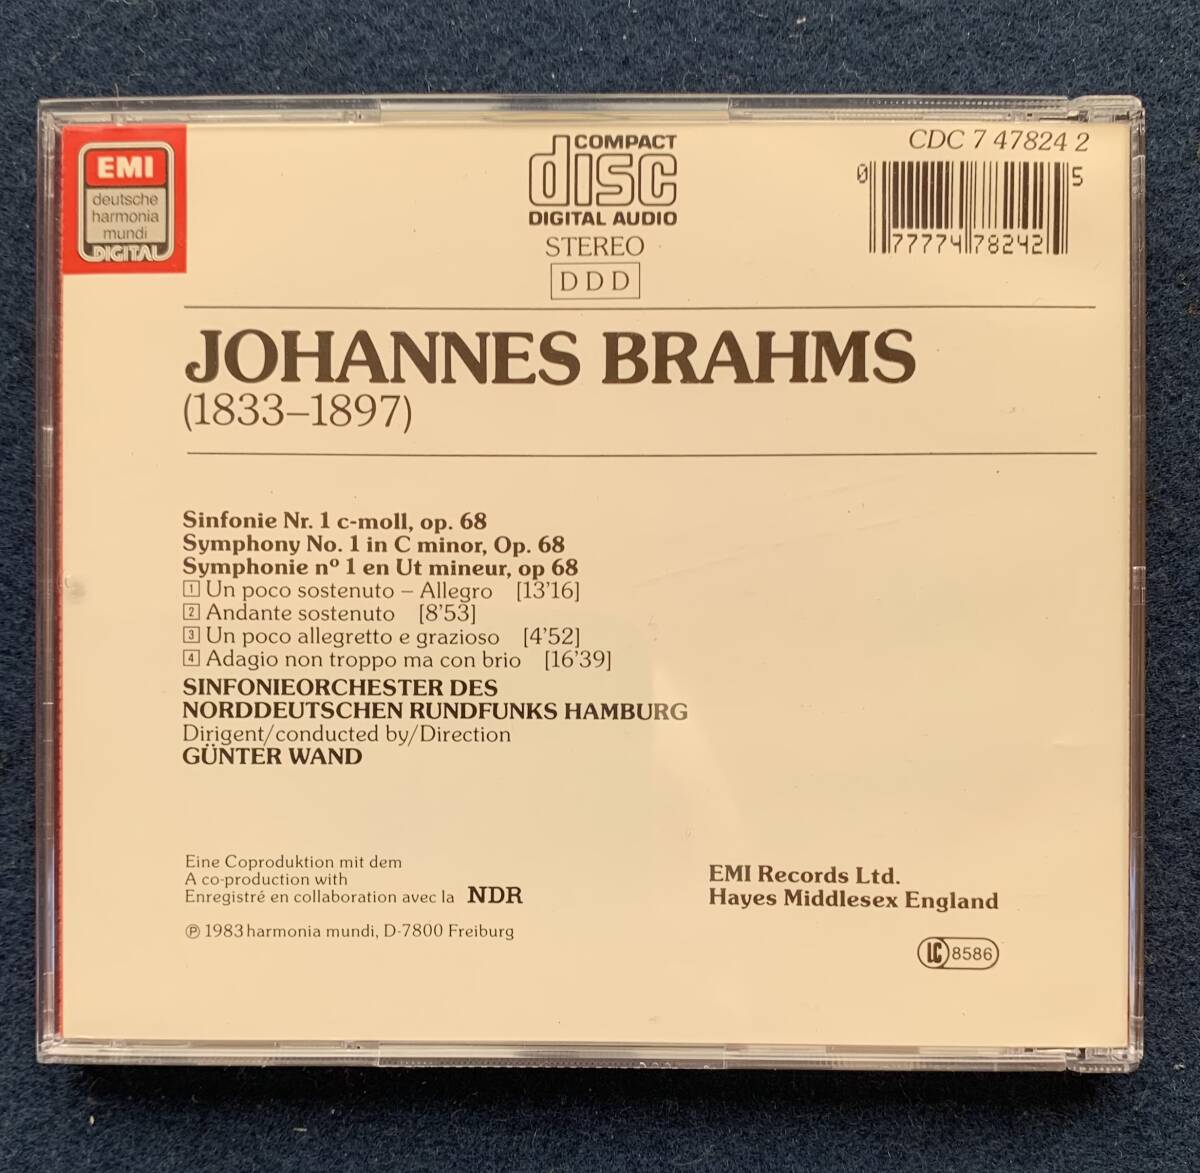 EMI
deutsche
harmonia
mundi
DIGITAL
COMPACT
disc
DIGITAL AUDIO
STEREO
DDD
CDC 7 47824 2
0 77774 78242 5
JOHANNES BRAHMS
(1833–1897)
Sinfonie Nr. 1 c-moll, op. 68
Symphony No. 1 in C minor, Op. 68
Symphonie nº 1 en Ut mineur, op 68
1 Un poco sostenuto – Allegro [13'16]
2 Andante sostenuto [8'53]
3 Un poco allegretto e grazioso [4'52]
4 Adagio non troppo ma con brio [16'39]
SINFONIEORCHESTER DES
NORDDEUTSCHEN RUNDFUNKS HAMBURG
Dirigent/conducted by/Direction
GÜNTER WAND
Eine Coproduktion mit dem
A co-production with
Enregistré en collaboration avec la NDR
℗ 1983 harmonia mundi, D-7800 Freiburg
EMI Records Ltd.
Hayes Middlesex England
LC 8586